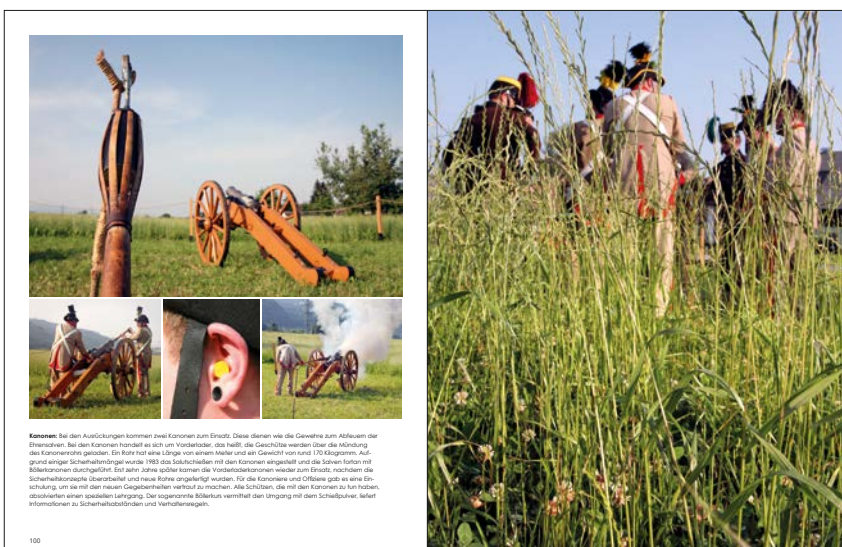 Kanonen: Bei den Ausrückungen kommen zwei Kanonen zum Einsatz. Diese dienen wie die Gewehre zum Abfeuern der
Ehrensalven. Bei den Kanonen handelt es sich um Vorderlader, das heißt, die Geschütze werden über die Mündung
des Kanonenrohrs geladen. Ein Rohr hat eine Länge von einem Meter und ein Gewicht von rund 170 Kilogramm. Auf-
grund einiger Sicherheitsmängel wurde 1983 das Salutschießen mit den Kanonen eingestellt und die Salven fortan mit
Böllerkanonen durchgeführt. Erst zehn Jahre später kamen die Vorderladerkanonen wieder zum Einsatz, nachdem die
Sicherheitskonzepte überarbeitet und neue Rohre angefertigt wurden. Für die Kanoniere und Offiziere gab es eine Ein-
schulung, um sie mit den neuen Gegebenheiten vertraut zu machen. Alle Schützen, die mit den Kanonen zu tun haben,
absolvierten einen speziellen Lehrgang. Der sogenannte Böllerkurs vermittelt den Umgang mit dem Schießpulver, liefert
Informationen zu Sicherheitsabständen und Verhaltensregeln.
100